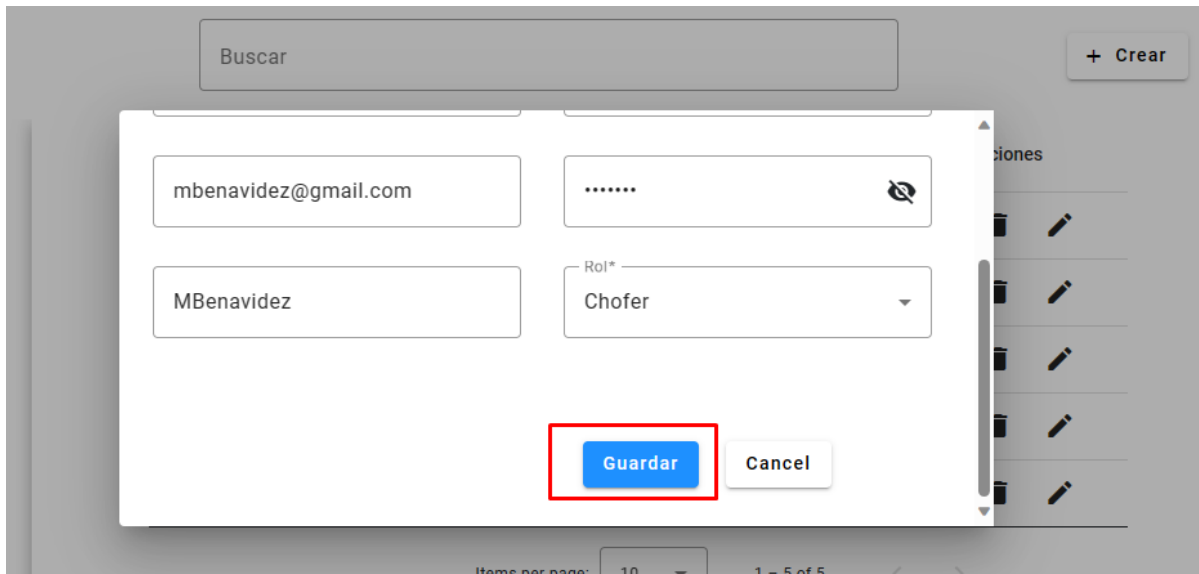 Buscar
+ Crear
ciones
mbenavidez@gmail.com
•••••••
MBenavidez
Rol*
Chofer
Guardar
Cancel
Items per page:
10
1 – 5 of 5